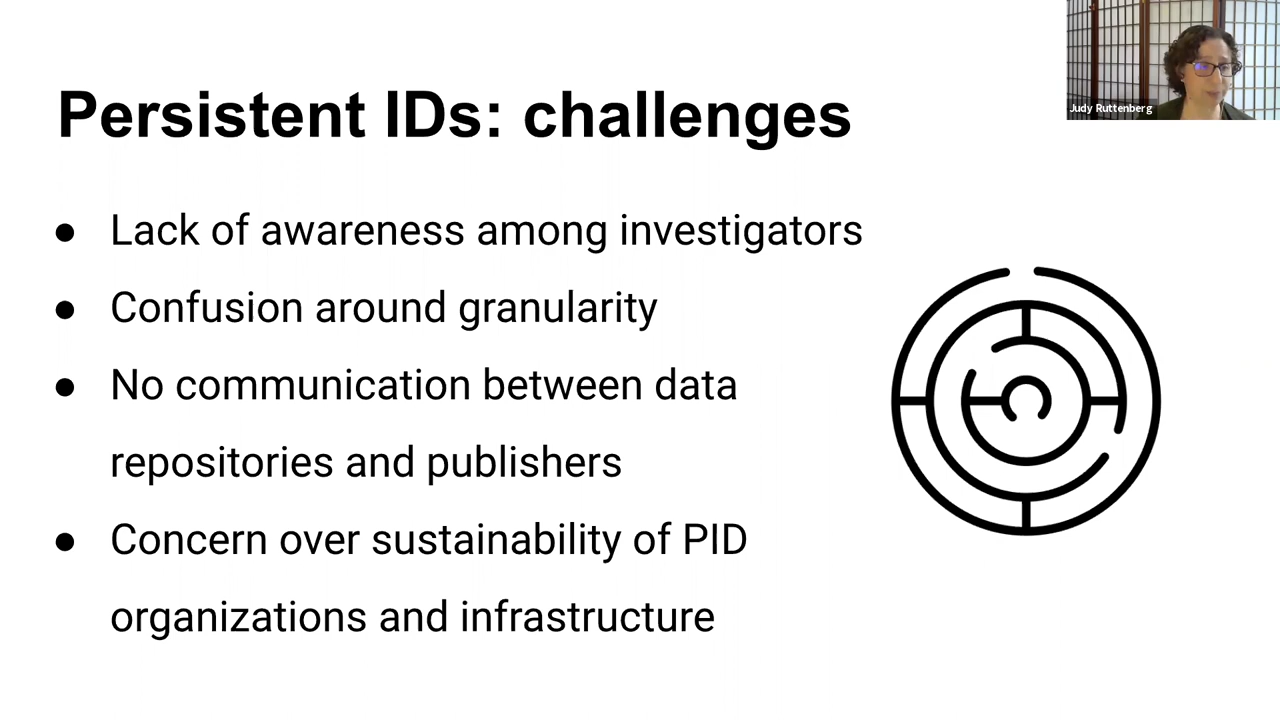 Persistent IDs: challenges
Judy Ruttenberg
● Lack of awareness among investigators
● Confusion around granularity
● No communication between data
repositories and publishers
● Concern over sustainability of PID
organizations and infrastructure